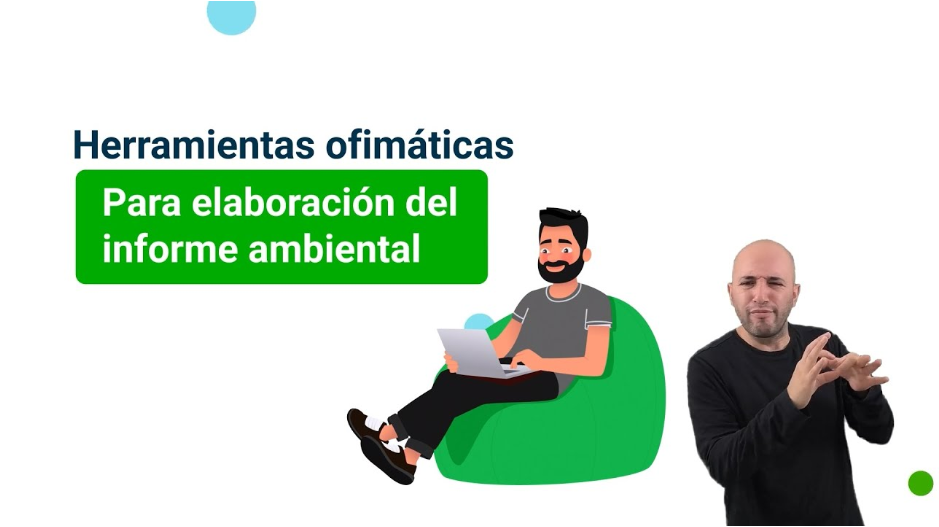 Herramientas ofimáticas
Para elaboración del
informe ambiental